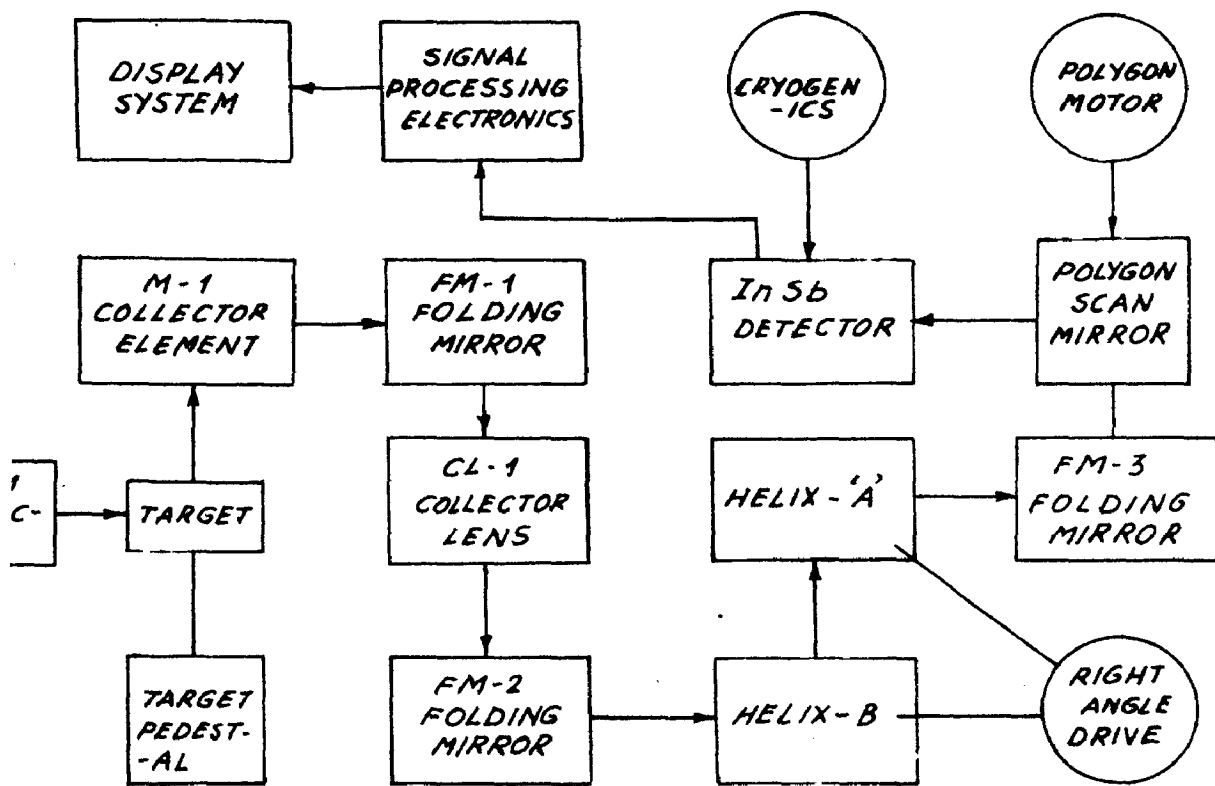 DISPLAY
SYSTEM
SIGNAL
PROCESSING
ELECTRONICS
CRYOGEN
-ICS
POLYGON
MOTOR
M-1
COLLECTOR
ELEMENT
FM-1
FOLDING
MIRROR
InSb
DETECTOR
POLYGON
SCAN
MIRROR
C-
TARGET
CL-1
COLLECTOR
LENS
HELIX-'A'
FM-3
FOLDING
MIRROR
TARGET
PEDEST-
-AL
FM-2
FOLDING
MIRROR
HELIX-B
RIGHT
ANGLE
DRIVE